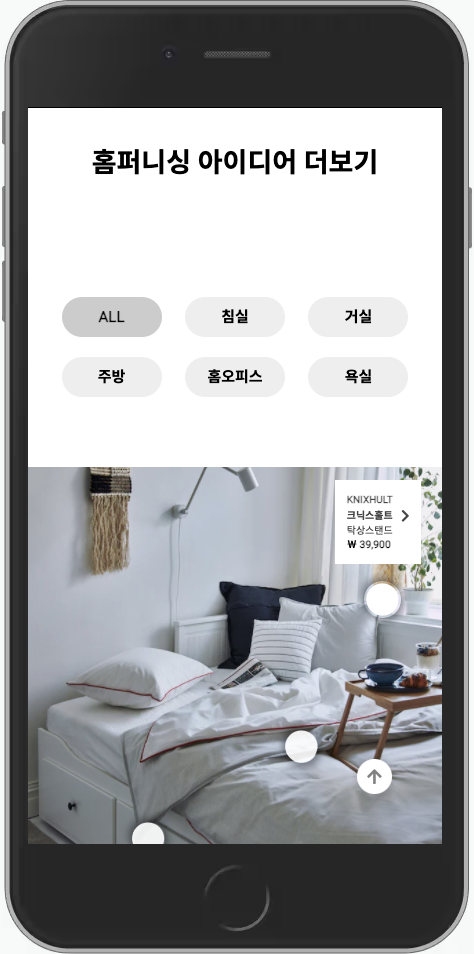 홈퍼니싱 아이디어 더보기
ALL
침실
거실
주방
홈오피스
욕실
KNIXHULT
크닉스훌트
탁상스탠드
₩ 39,900